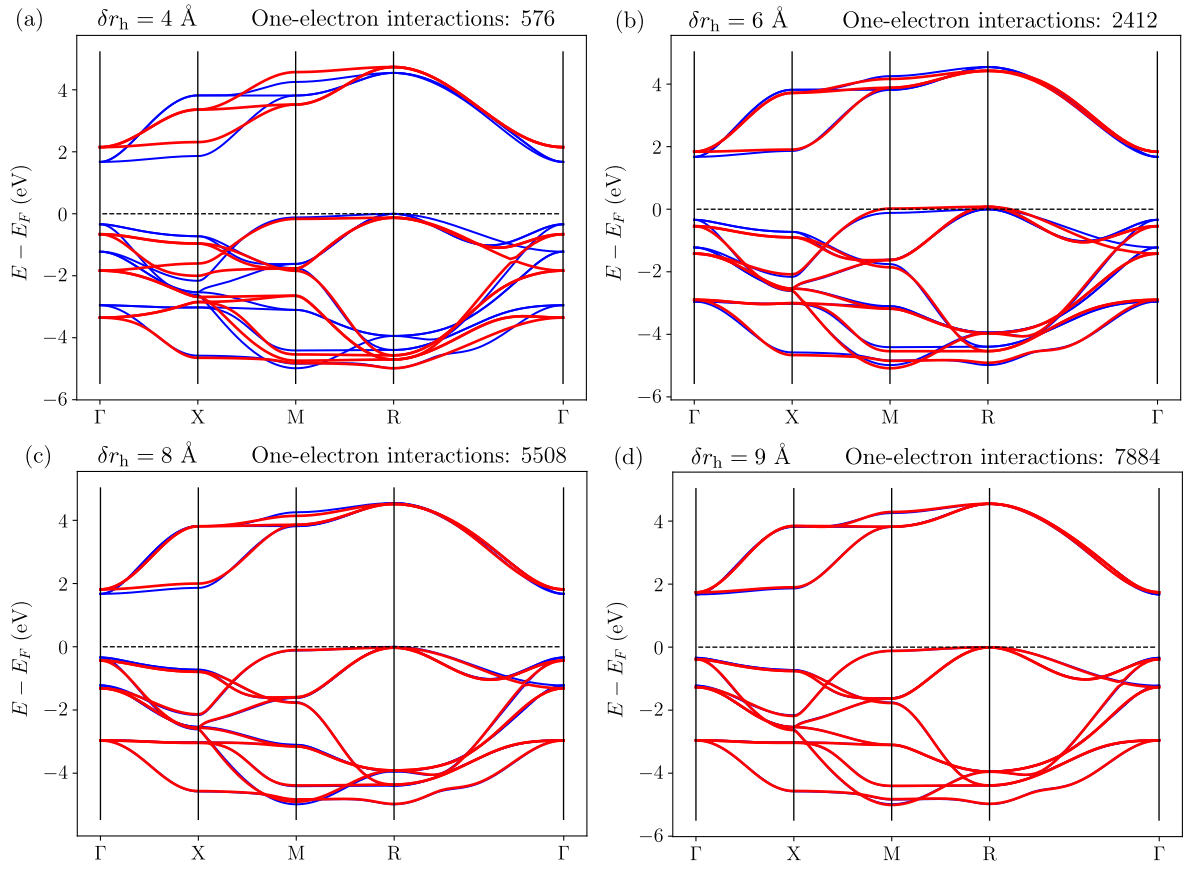 (a) δr_h = 4 Å One-electron interactions: 576
E − E_F (eV)
4
2
0
−2
−4
−6
Γ X M R Γ
(b) δr_h = 6 Å One-electron interactions: 2412
E − E_F (eV)
4
2
0
−2
−4
−6
Γ X M R Γ
(c) δr_h = 8 Å One-electron interactions: 5508
E − E_F (eV)
4
2
0
−2
−4
Γ X M R Γ
(d) δr_h = 9 Å One-electron interactions: 7884
E − E_F (eV)
4
2
0
−2
−4
−6
Γ X M R Γ